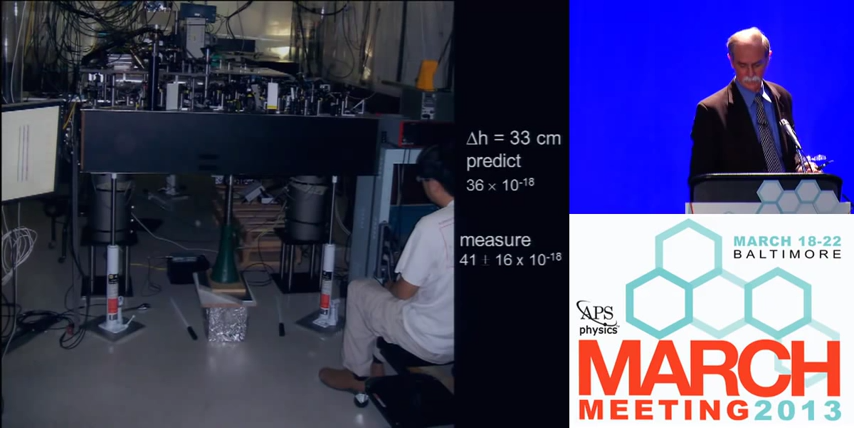 Δh = 33 cm
predict
36 × 10⁻¹⁸
measure
41 ± 16 x 10⁻¹⁸
MARCH 18-22
BALTIMORE
APS
physics
MARCH
MEETING2013